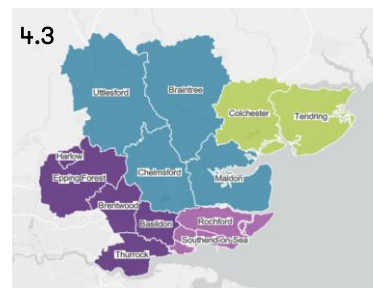 4.3
Uttlesford
Braintree
Colchester
Tendring
Harlow
Epping Forest
Chelmsford
Maldon
Brentwood
Basildon
Rochford
Southend-on-Sea
Thurrock